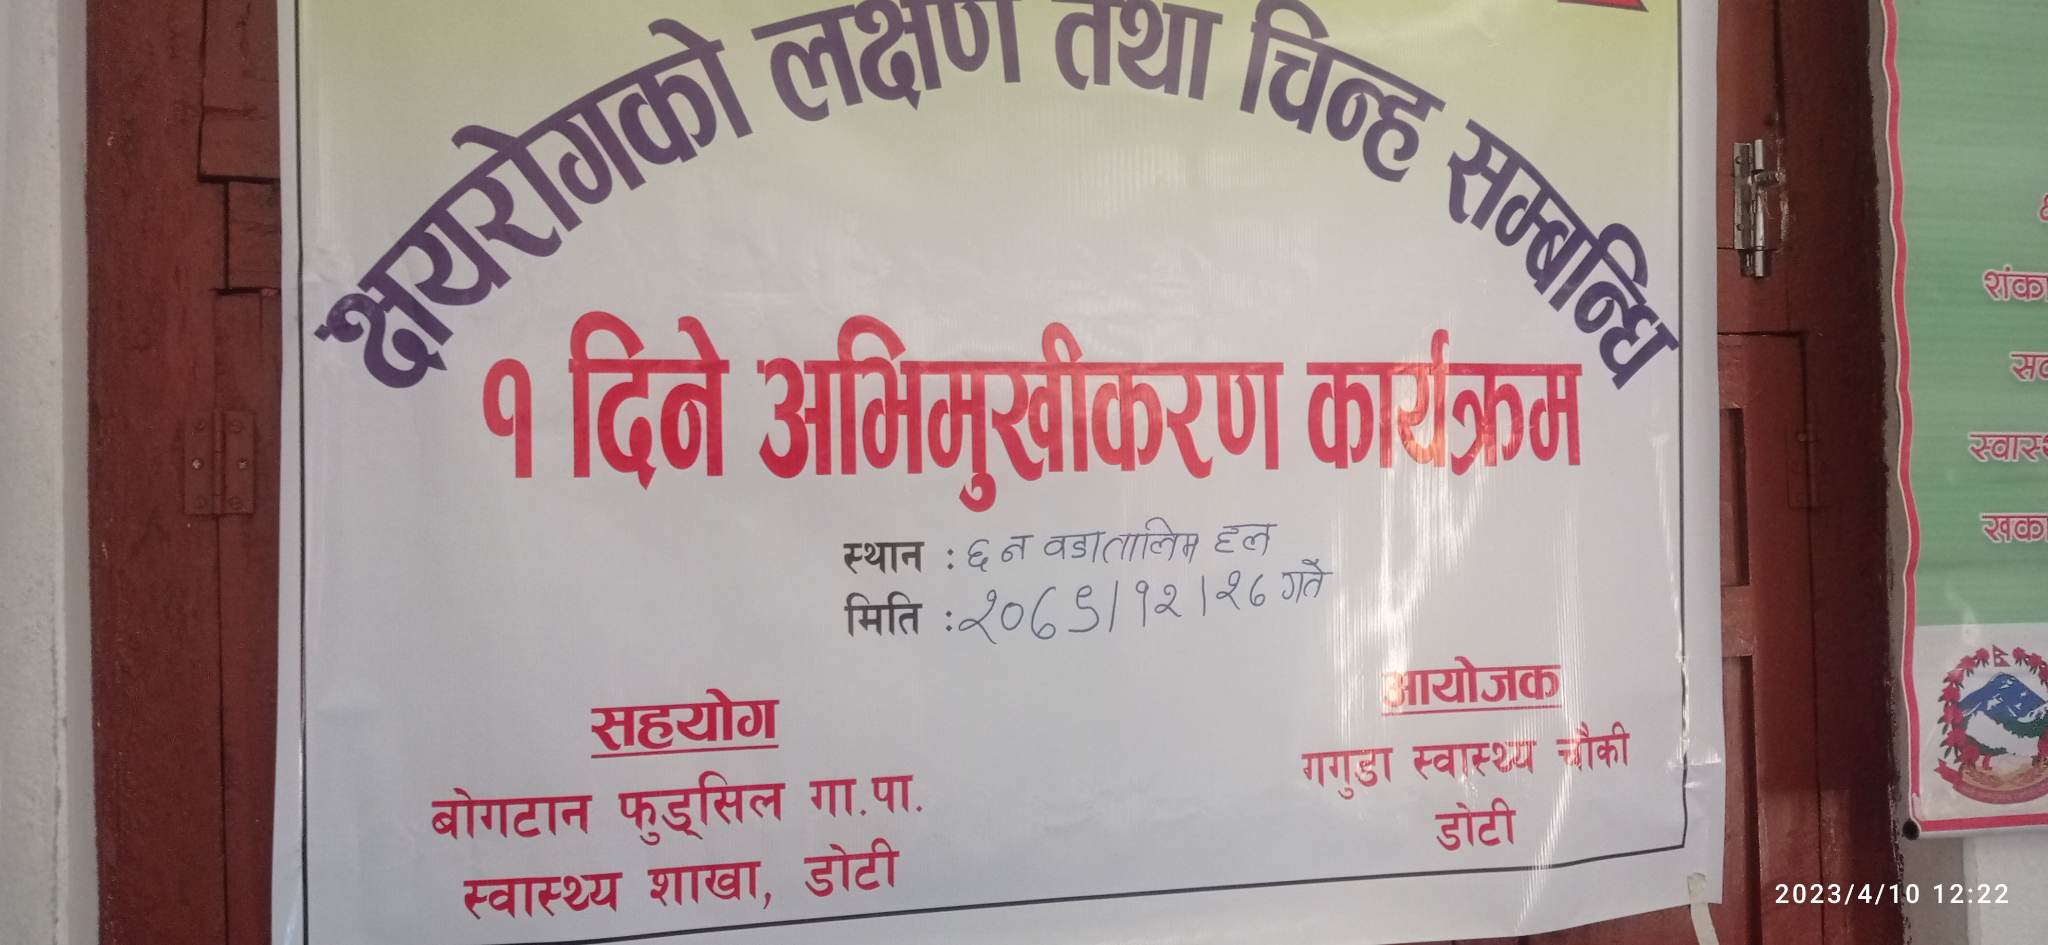 क्षयरोगको लक्षण तथा चिन्ह सम्बन्धि
१ दिने अभिमुखीकरण कार्यक्रम
स्थान : ६ न वडा तालिम हल
मिति : २०७९/१२/२७ गते
सहयोग
बोगटान फुड्सिल गा.पा.
स्वास्थ्य शाखा, डोटी
आयोजक
गगुडा स्वास्थ्य चौकी
डोटी
2023/4/10 12:22